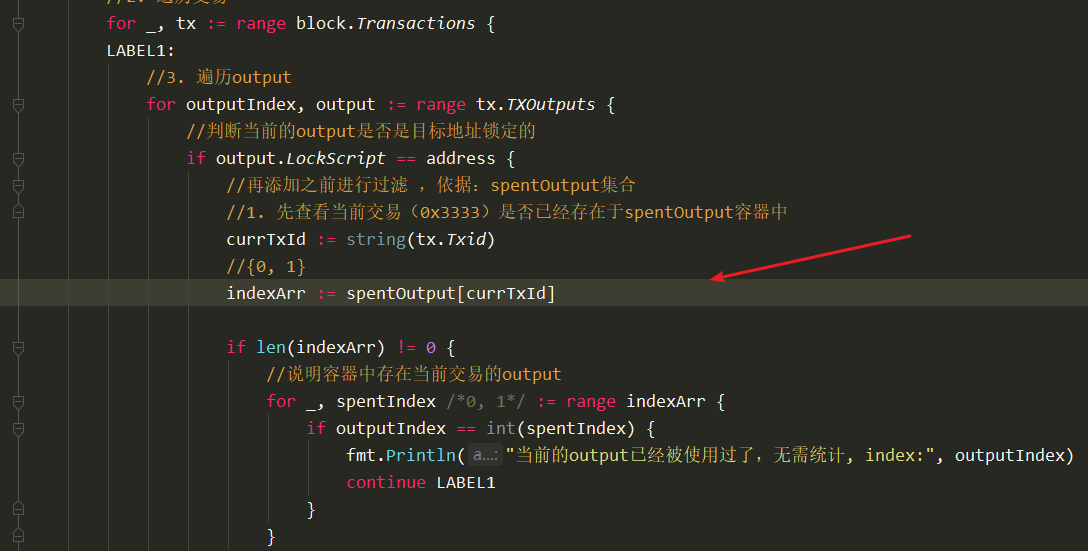 //2. 遍历交易
for _, tx := range block.Transactions {
LABEL1:
//3. 遍历output
for outputIndex, output := range tx.TXOutputs {
//判断当前的output是否是目标地址锁定的
if output.LockScript == address {
//再添加之前进行过滤 ，依据：spentOutput集合
//1. 先查看当前交易（0x3333）是否已经存在于spentOutput容器中
currTxId := string(tx.Txid)
//{0, 1}
indexArr := spentOutput[currTxId]
if len(indexArr) != 0 {
//说明容器中存在当前交易的output
for _, spentIndex /*0, 1*/ := range indexArr {
if outputIndex == int(spentIndex) {
fmt.Println( a...: "当前的output已经被使用过了，无需统计, index:", outputIndex)
continue LABEL1
}
}